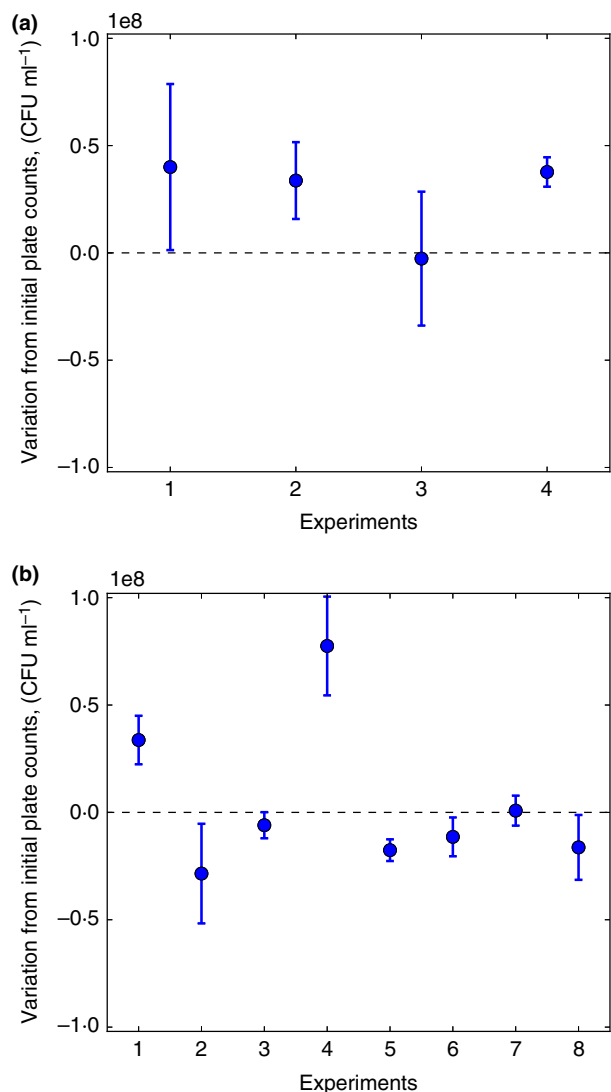 (a)
1e8
1·0
0·5
0·0
−0·5
−1·0
Variation from initial plate counts, (CFU ml⁻¹)
1 2 3 4
Experiments
(b)
1e8
1·0
0·5
0·0
−0·5
−1·0
Variation from initial plate counts, (CFU ml⁻¹)
1 2 3 4 5 6 7 8
Experiments